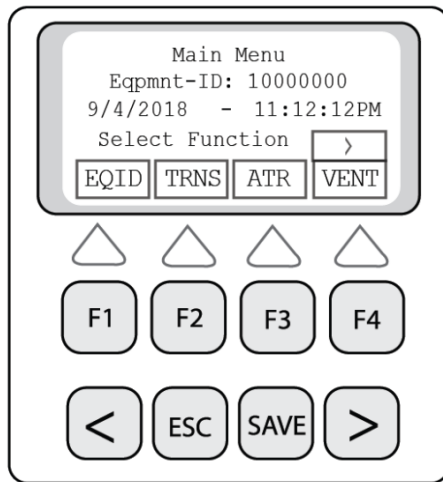 Main Menu
Eqpmnt-ID: 10000000
9/4/2018 - 11:12:12PM
Select Function >
EQID TRNS ATR VENT
F1 F2 F3 F4
< ESC SAVE >